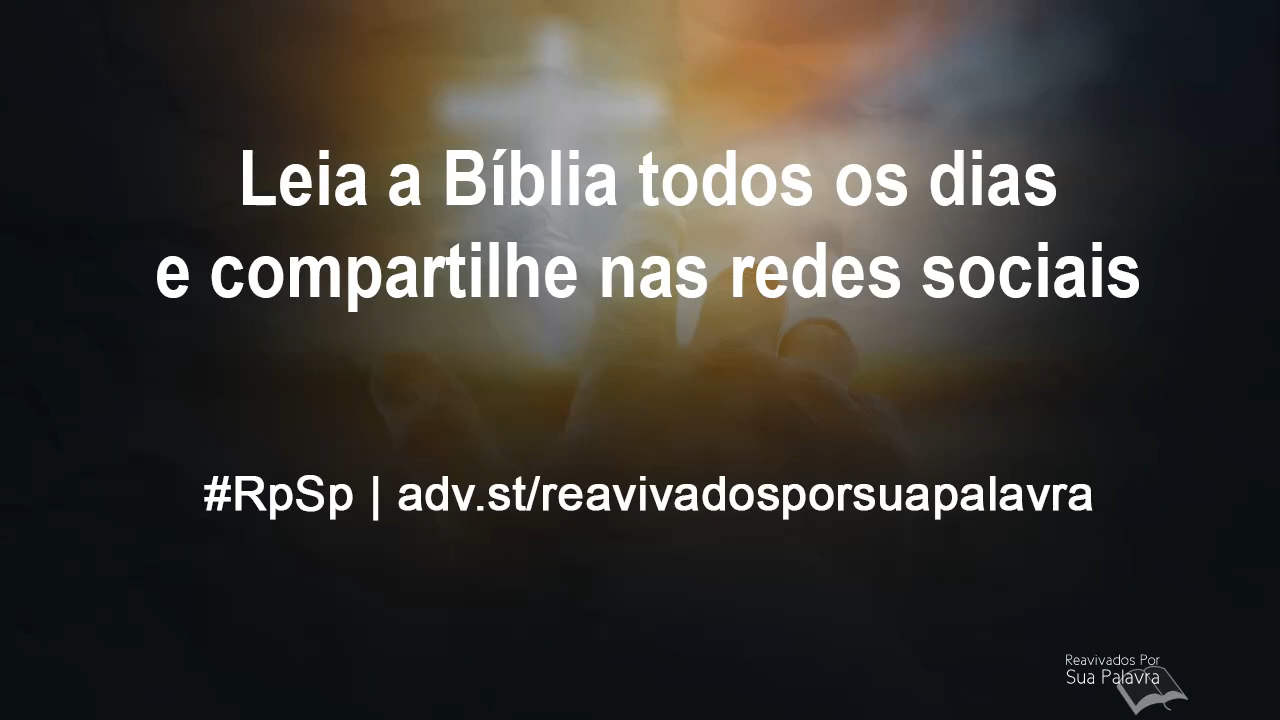 Leia a Bíblia todos os dias
e compartilhe nas redes sociais
#RpSp | adv.st/reavivadosporsuapalavra
Reavivados Por
Sua Palavra